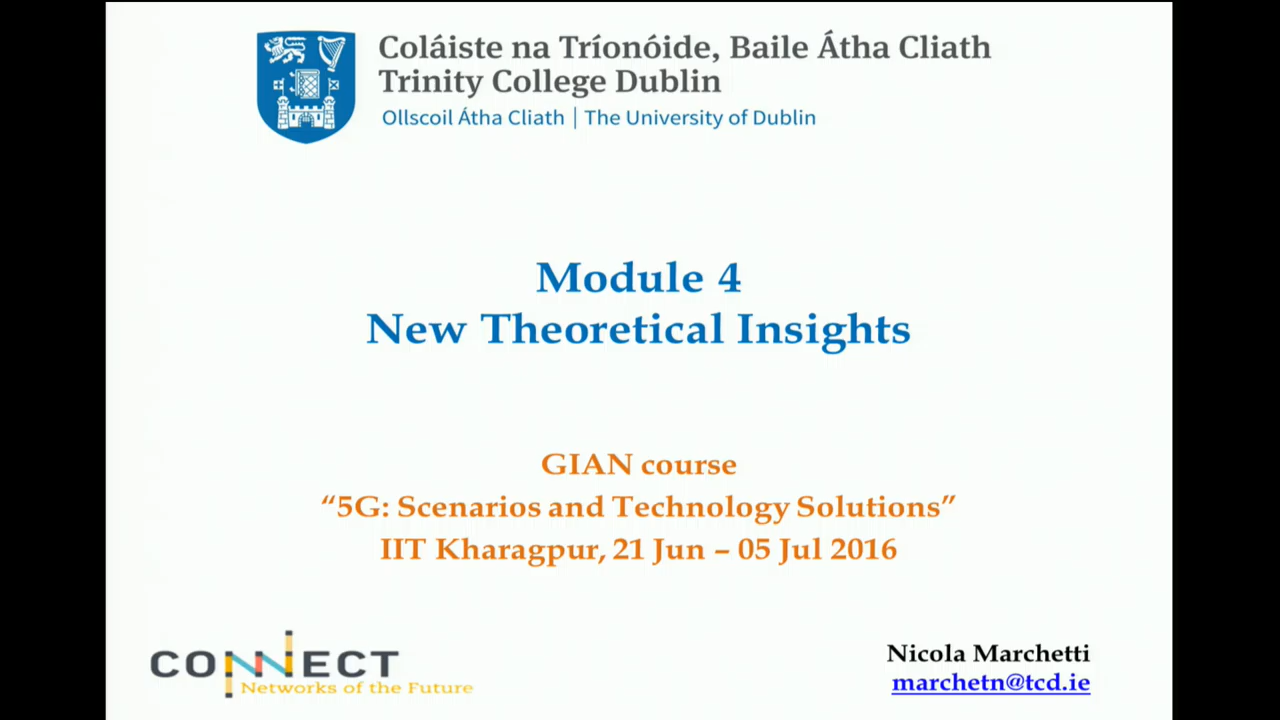 Coláiste na Tríonóide, Baile Átha Cliath
Trinity College Dublin
Ollscoil Átha Cliath | The University of Dublin
Module 4
New Theoretical Insights
GIAN course
“5G: Scenarios and Technology Solutions”
IIT Kharagpur, 21 Jun – 05 Jul 2016
CONNECT
Networks of the Future
Nicola Marchetti
marchetn@tcd.ie